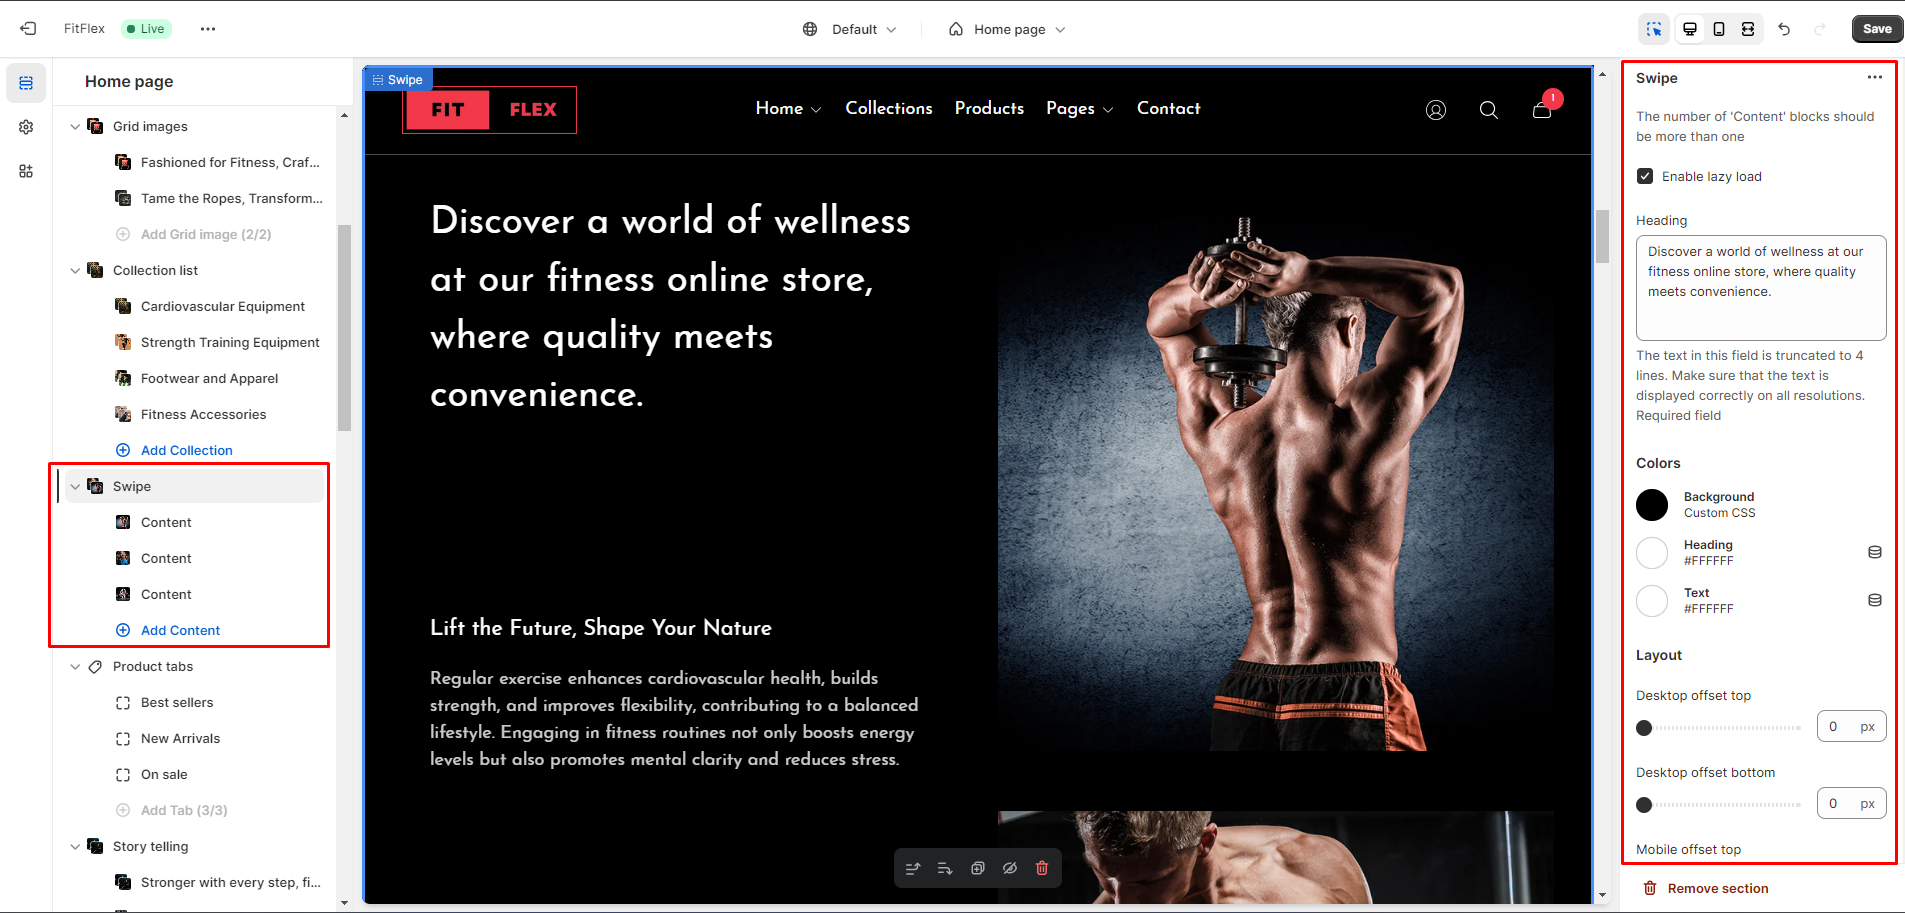 FitFlex
Live
Default
Home page
Save
Home page
Grid images
Fashioned for Fitness, Craf...
Tame the Ropes, Transform...
Add Grid image (2/2)
Collection list
Cardiovascular Equipment
Strength Training Equipment
Footwear and Apparel
Fitness Accessories
Add Collection
Swipe
Content
Content
Content
Add Content
Product tabs
Best sellers
New Arrivals
On sale
Add Tab (3/3)
Story telling
Stronger with every step, fi...
Swipe
FIT FLEX
Home
Collections
Products
Pages
Contact
1
Discover a world of wellness
at our fitness online store,
where quality meets
convenience.
Lift the Future, Shape Your Nature
Regular exercise enhances cardiovascular health, builds
strength, and improves flexibility, contributing to a balanced
lifestyle. Engaging in fitness routines not only boosts energy
levels but also promotes mental clarity and reduces stress.
Swipe
The number of 'Content' blocks should
be more than one
Enable lazy load
Heading
Discover a world of wellness at our
fitness online store, where quality
meets convenience.
The text in this field is truncated to 4
lines. Make sure that the text is
displayed correctly on all resolutions.
Required field
Colors
Background
Custom CSS
Heading
#FFFFFF
Text
#FFFFFF
Layout
Desktop offset top
0 px
Desktop offset bottom
0 px
Mobile offset top
Remove section